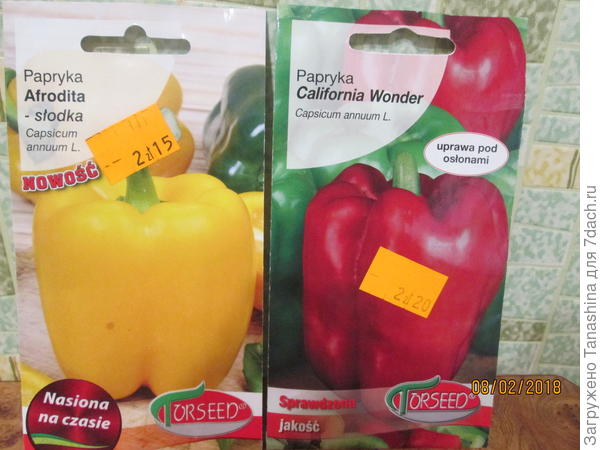 Papryka
Afrodita
- słodka
Capsicum
annuum L.
2 zł 15
NOWOŚĆ
Nasiona
na czasie
TORSEED®
Papryka
California Wonder
Capsicum annuum L.
uprawa pod
osłonami
2 zł 20
Sprawdzona
jakość
TORSEED®
08/02/2018
Загружено Tanashina для 7dach.ru